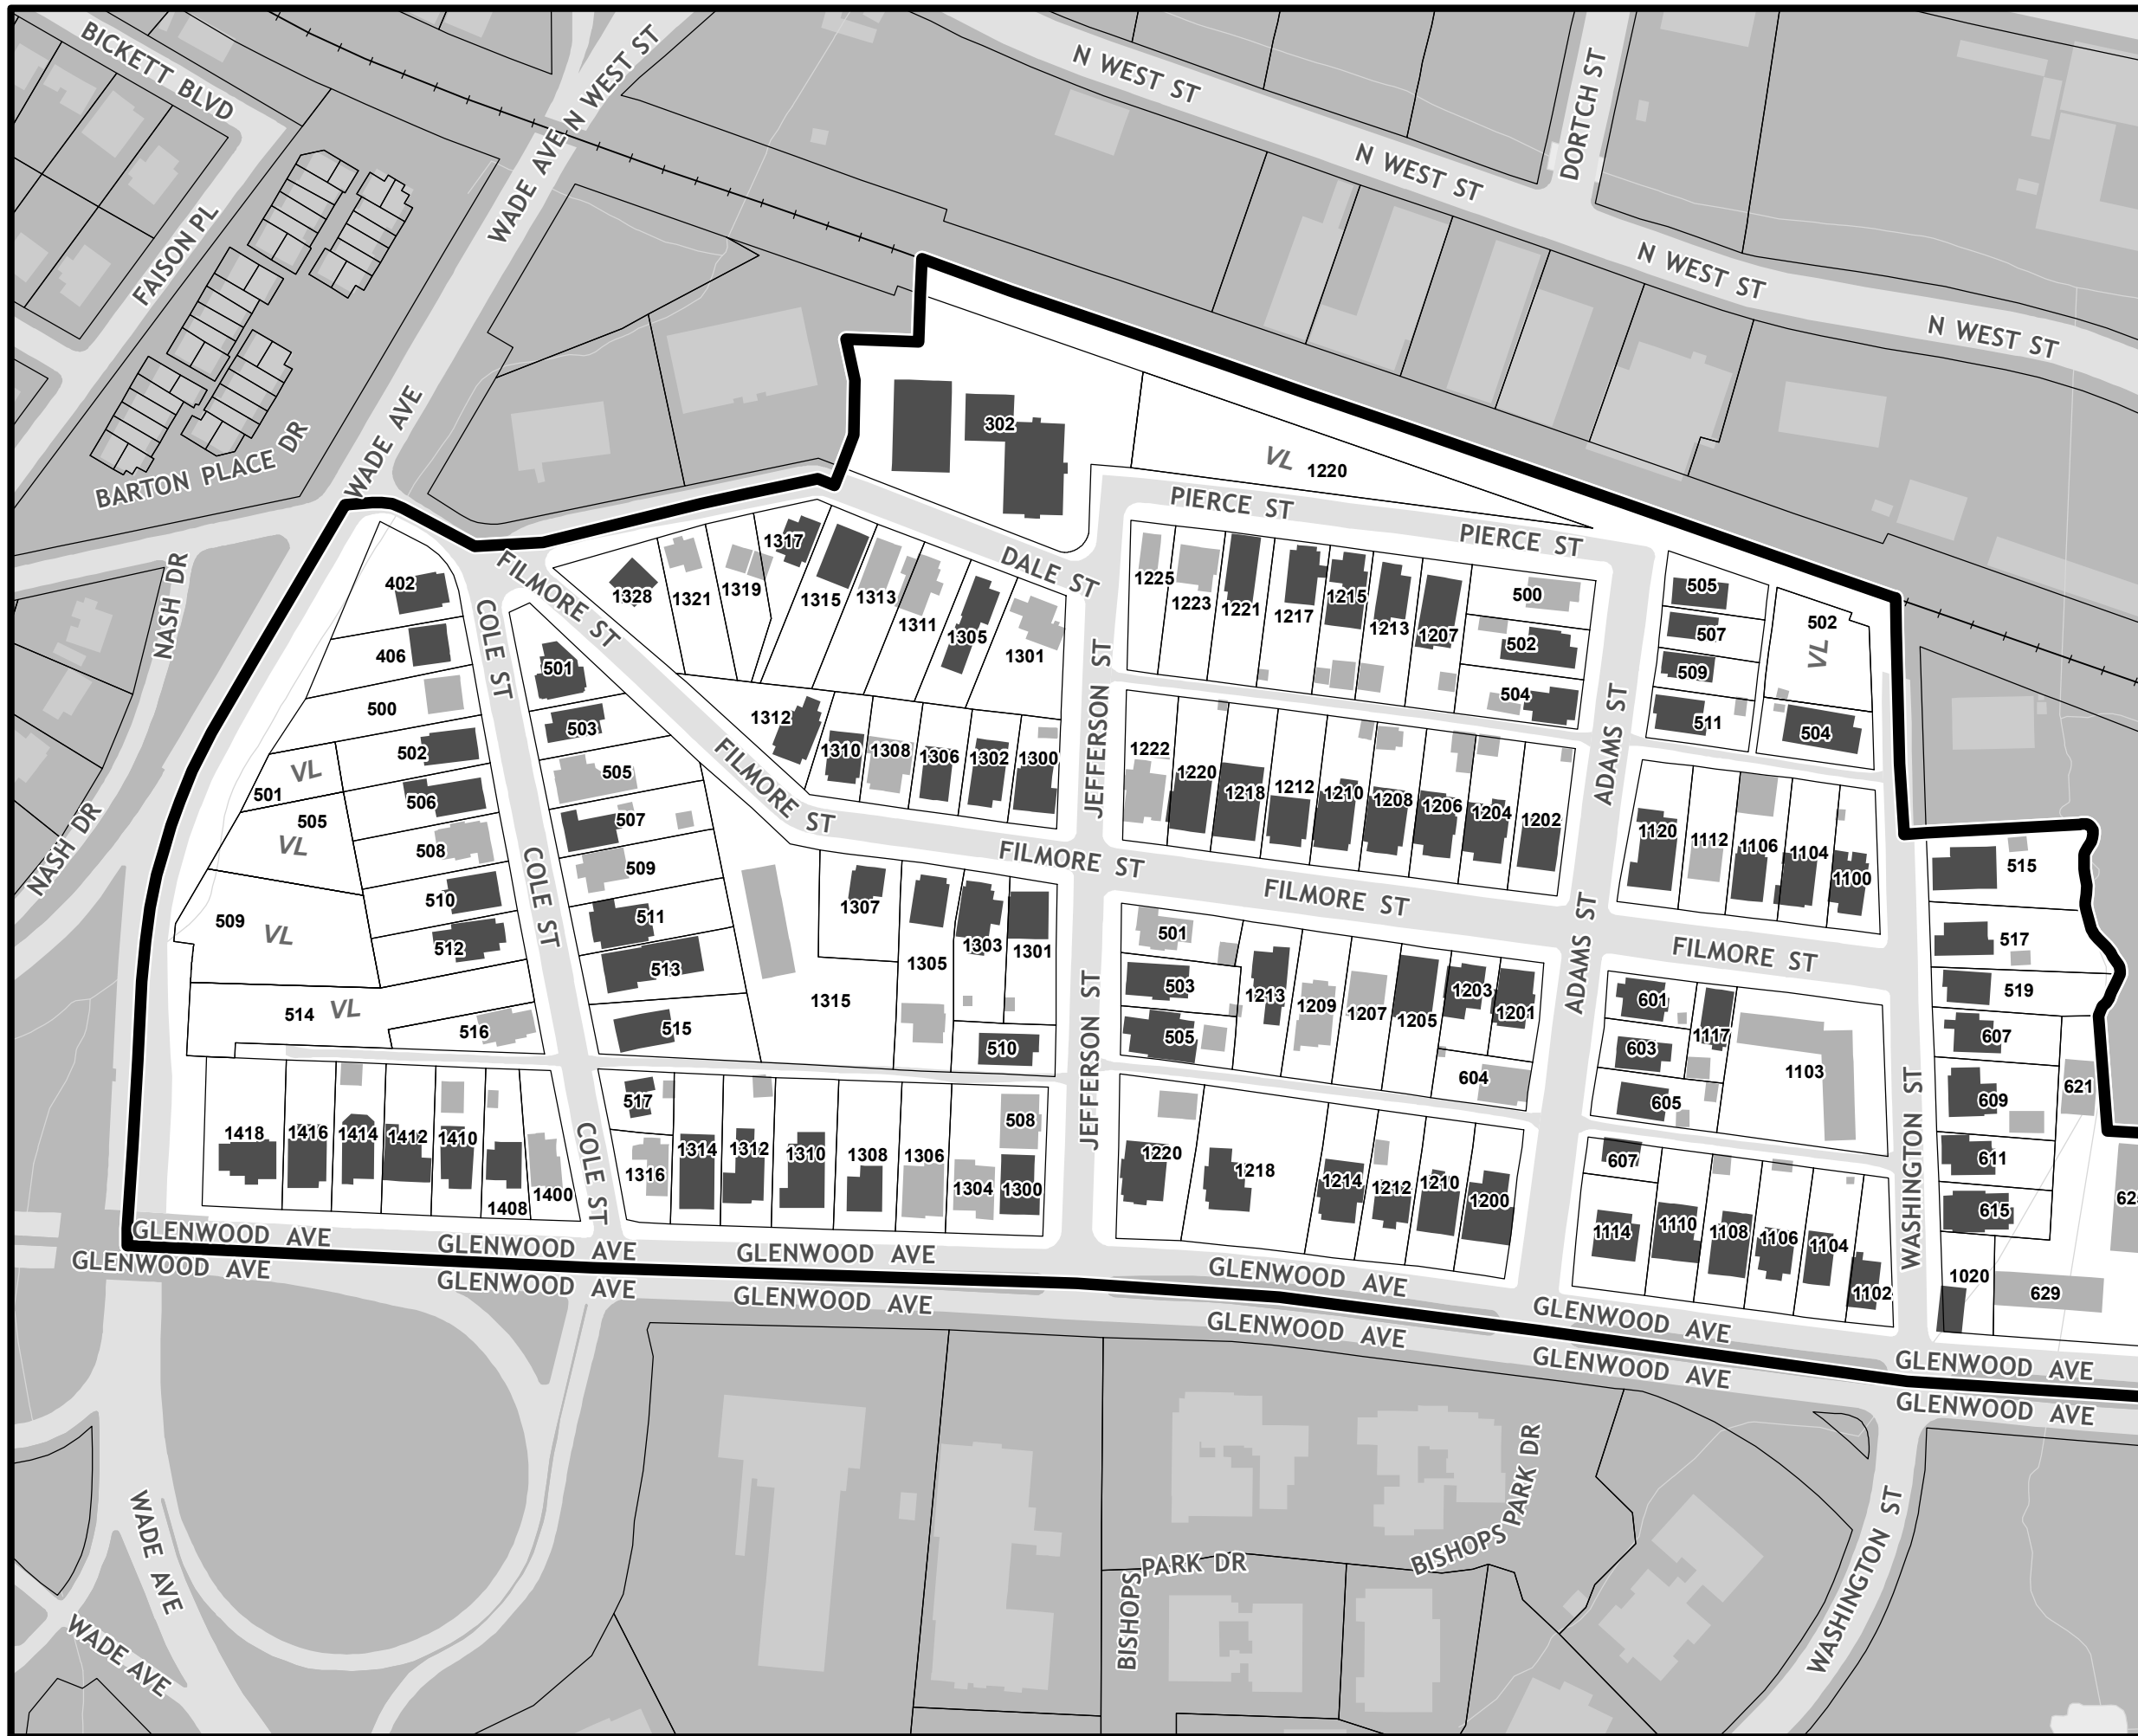 BICKETT BLVD
N WEST ST
WADE AVE
N WEST ST
DORTCH ST
N WEST ST
FAISON PL
WADE AVE
N WEST ST
N WEST ST
BARTON PLACE DR
302
VL 1220
PIERCE ST
PIERCE ST
NASH DR
FILMORE ST
DALE ST
402
COLE ST
406
500
502
VL
501
506
505
VL
508
510
509 VL
512
514 VL
516
501
503
505
507
509
511
513
515
COLE ST
1328
1321
1319
1317
1315
1313
1311
1305
1301
1312
1310
1308
1306
1302
1300
FILMORE ST
JEFFERSON ST
1225
1223
1221
1217
1215
1213
1207
500
502
504
ADAMS ST
505
507
509
511
502
VL
504
1222
1220
1218
1212
1210
1208
1206
1204
1202
1120
1112
1106
1104
1100
NASH DR
FILMORE ST
FILMORE ST
FILMORE ST
1307
1305
1303
1301
1315
510
JEFFERSON ST
501
503
505
1213
1209
1207
1205
1203
1201
604
ADAMS ST
601
603
605
1117
1103
WASHINGTON ST
515
517
519
607
609
621
611
615
1020
629
1418
1416
1414
1412
1410
1408
1400
COLE ST
517
1316
1314
1312
1310
1308
1306
1304
508
1300
1220
1218
1214
1212
1210
1200
607
1114
1110
1108
1106
1104
1102
GLENWOOD AVE
GLENWOOD AVE
GLENWOOD AVE
GLENWOOD AVE
GLENWOOD AVE
GLENWOOD AVE
GLENWOOD AVE
GLENWOOD AVE
GLENWOOD AVE
GLENWOOD AVE
GLENWOOD AVE
GLENWOOD AVE
WADE AVE
WADE AVE
BISHOPS PARK DR
BISHOPS PARK DR
WASHINGTON ST